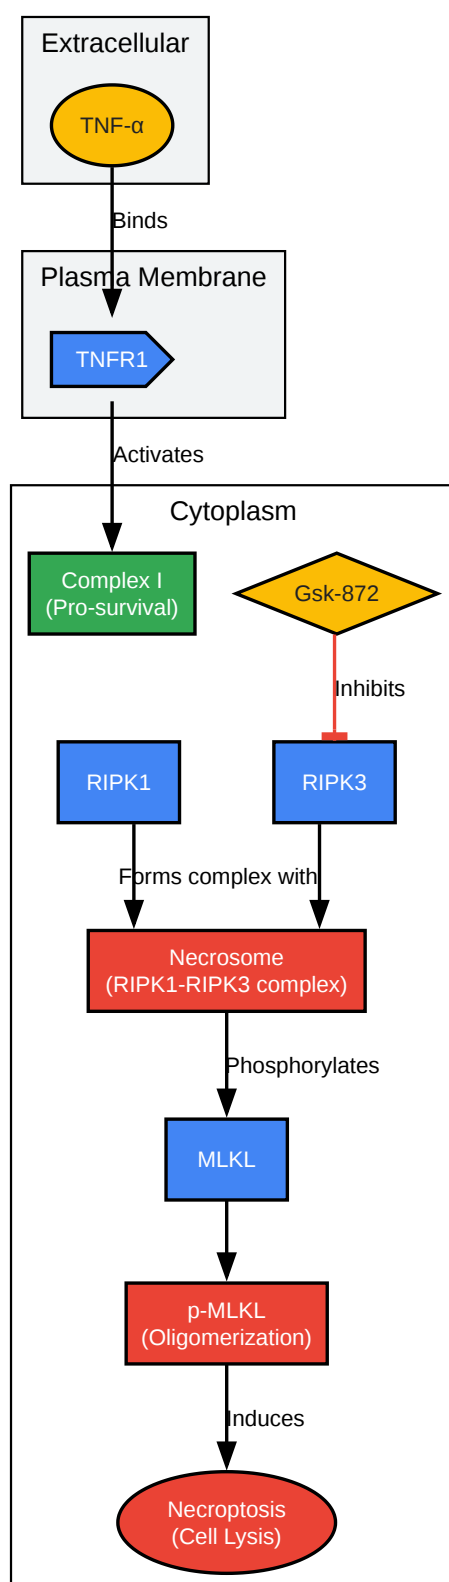 Extracellular
TNF-α
Binds
Plasma Membrane
TNFR1
Activates
Cytoplasm
Complex I
(Pro-survival)
Gsk-872
Inhibits
RIPK1
RIPK3
Forms complex with
Necrosome
(RIPK1-RIPK3 complex)
Phosphorylates
MLKL
p-MLKL
(Oligomerization)
Induces
Necroptosis
(Cell Lysis)